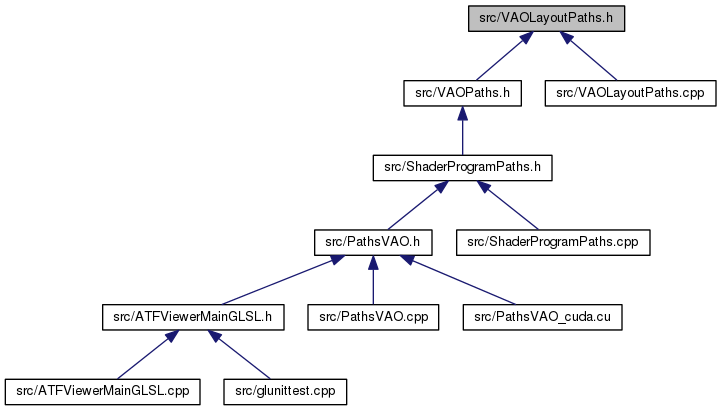 src/VAOLayoutPaths.h
src/VAOPaths.h
src/VAOLayoutPaths.cpp
src/ShaderProgramPaths.h
src/PathsVAO.h
src/ShaderProgramPaths.cpp
src/ATFViewerMainGLSL.h
src/PathsVAO.cpp
src/PathsVAO_cuda.cu
src/ATFViewerMainGLSL.cpp
src/glunittest.cpp